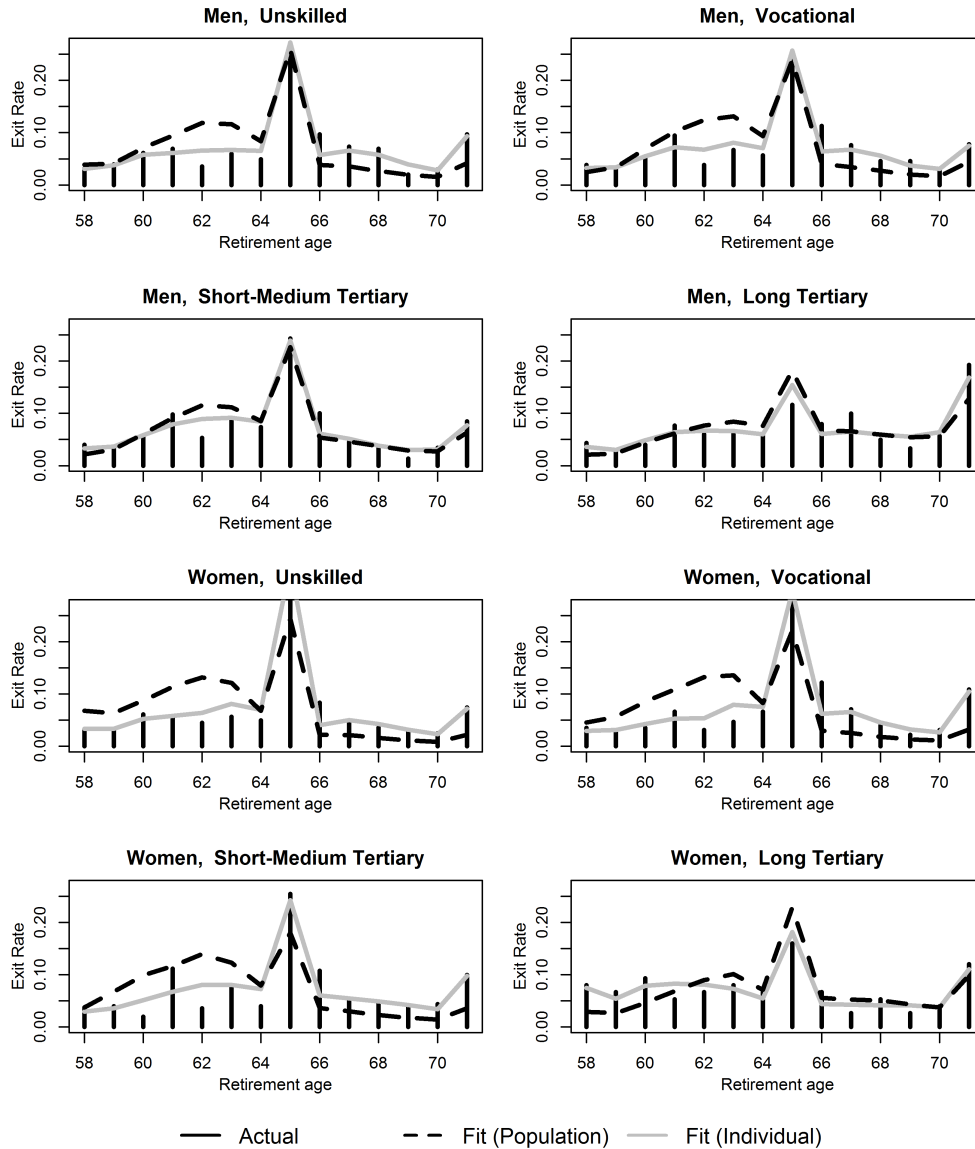 Men,  Unskilled
Exit Rate
0.00 0.10 0.20
58 60 62 64 66 68 70
Retirement age
Men,  Vocational
Exit Rate
0.00 0.10 0.20
58 60 62 64 66 68 70
Retirement age
Men,  Short-Medium Tertiary
Exit Rate
0.00 0.10 0.20
58 60 62 64 66 68 70
Retirement age
Men,  Long Tertiary
Exit Rate
0.00 0.10 0.20
58 60 62 64 66 68 70
Retirement age
Women,  Unskilled
Exit Rate
0.00 0.10 0.20
58 60 62 64 66 68 70
Retirement age
Women,  Vocational
Exit Rate
0.00 0.10 0.20
58 60 62 64 66 68 70
Retirement age
Women,  Short-Medium Tertiary
Exit Rate
0.00 0.10 0.20
58 60 62 64 66 68 70
Retirement age
Women,  Long Tertiary
Exit Rate
0.00 0.10 0.20
58 60 62 64 66 68 70
Retirement age
Actual Fit (Population) Fit (Individual)